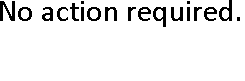 No action required.